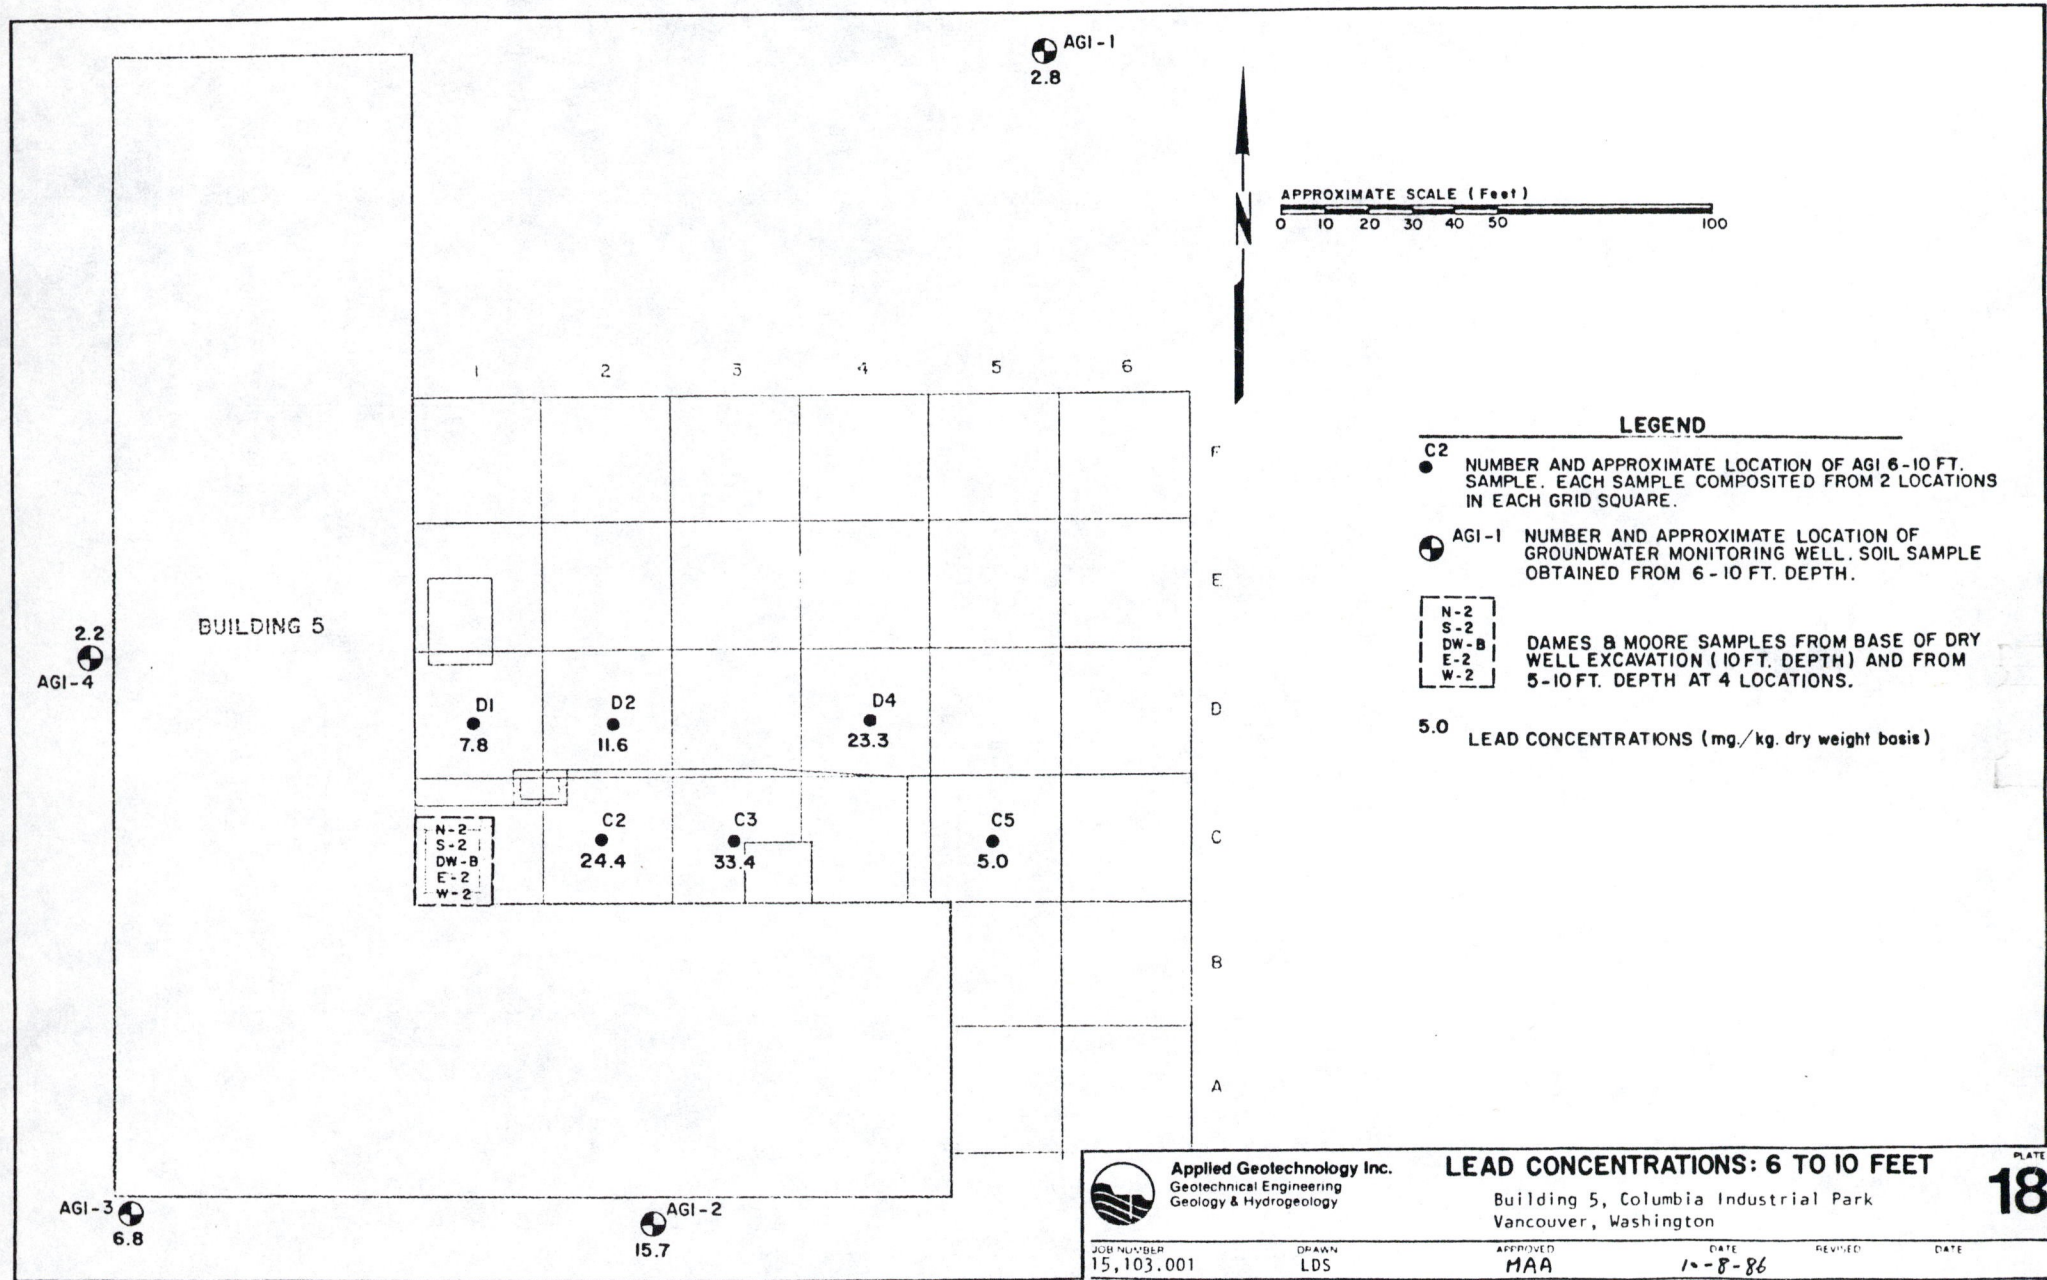 AGI-1
2.8
APPROXIMATE SCALE (Feet)
0 10 20 30 40 50 100
1 2 3 4 5 6
F
E
D
C
B
A
BUILDING 5
2.2
AGI-4
D1
7.8
D2
11.6
D4
23.3
N-2
S-2
DW-B
E-2
W-2
C2
24.4
C3
33.4
C5
5.0
AGI-3
6.8
AGI-2
15.7
N
LEGEND
C2
NUMBER AND APPROXIMATE LOCATION OF AGI 6-10 FT.
SAMPLE. EACH SAMPLE COMPOSITED FROM 2 LOCATIONS
IN EACH GRID SQUARE.
AGI-1 NUMBER AND APPROXIMATE LOCATION OF
GROUNDWATER MONITORING WELL. SOIL SAMPLE
OBTAINED FROM 6-10 FT. DEPTH.
N-2
S-2
DW-B
E-2
W-2
DAMES & MOORE SAMPLES FROM BASE OF DRY
WELL EXCAVATION (10FT. DEPTH) AND FROM
5-10FT. DEPTH AT 4 LOCATIONS.
5.0 LEAD CONCENTRATIONS (mg./kg. dry weight basis)
Applied Geotechnology Inc.
Geotechnical Engineering
Geology & Hydrogeology
LEAD CONCENTRATIONS: 6 TO 10 FEET
Building 5, Columbia Industrial Park
Vancouver, Washington
PLATE
18
JOB NUMBER DRAWN APPROVED DATE REVISED DATE
15,103.001 LDS MAA 10-8-86